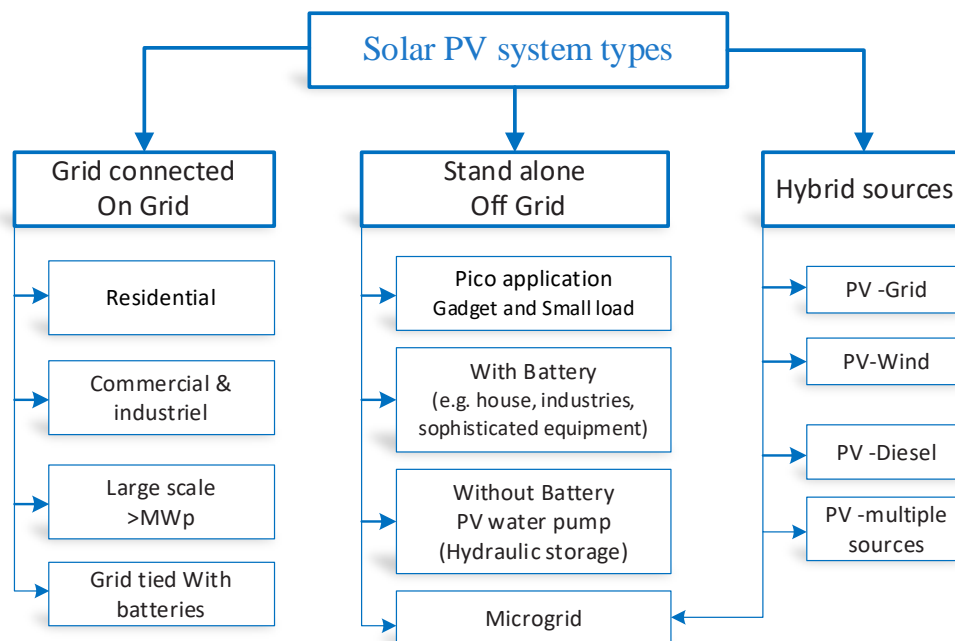 Solar PV system types
Grid connected
On Grid
Residential
Commercial &
industriel
Large scale
>MWp
Grid tied With
batteries
Stand alone
Off Grid
Pico application
Gadget and Small load
With Battery
(e.g. house, industries,
sophisticated equipment)
Without Battery
PV water pump
(Hydraulic storage)
Microgrid
Hybrid sources
PV -Grid
PV-Wind
PV -Diesel
PV -multiple
sources